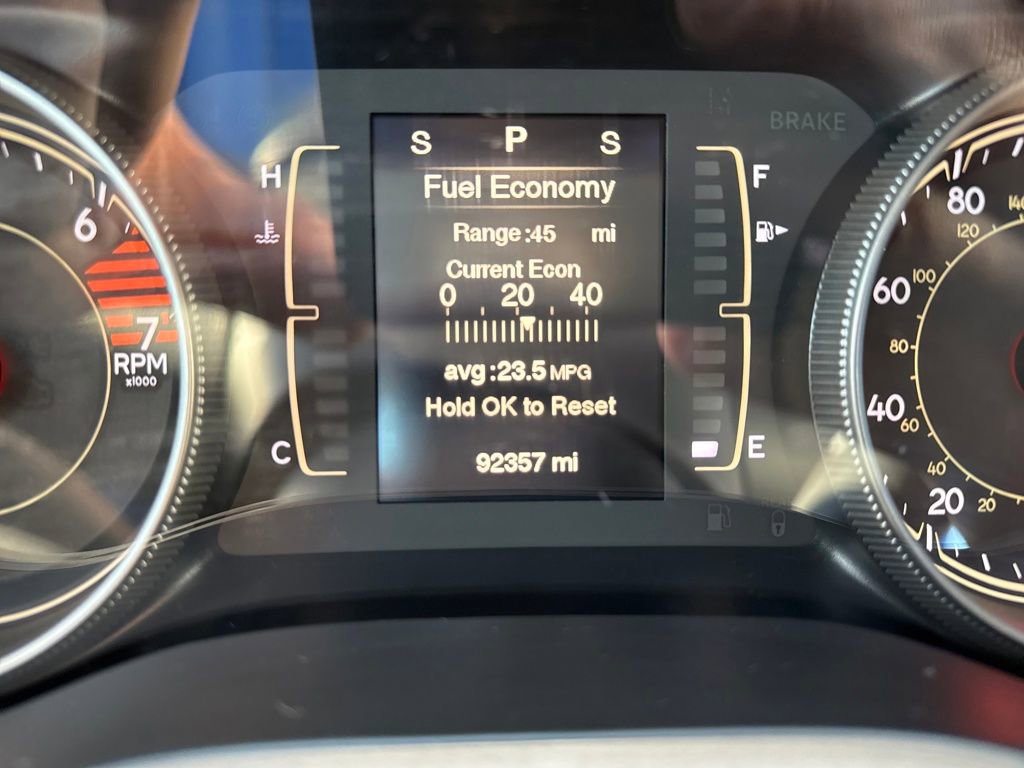 S P S
BRAKE
Fuel Economy
H
F
Range:45 mi
Current Econ
0 20 40
avg:23.5 MPG
Hold OK to Reset
C
E
92357 mi
6
7
RPM
x1000
80
60
40
20
140
120
100
80
60
40
20